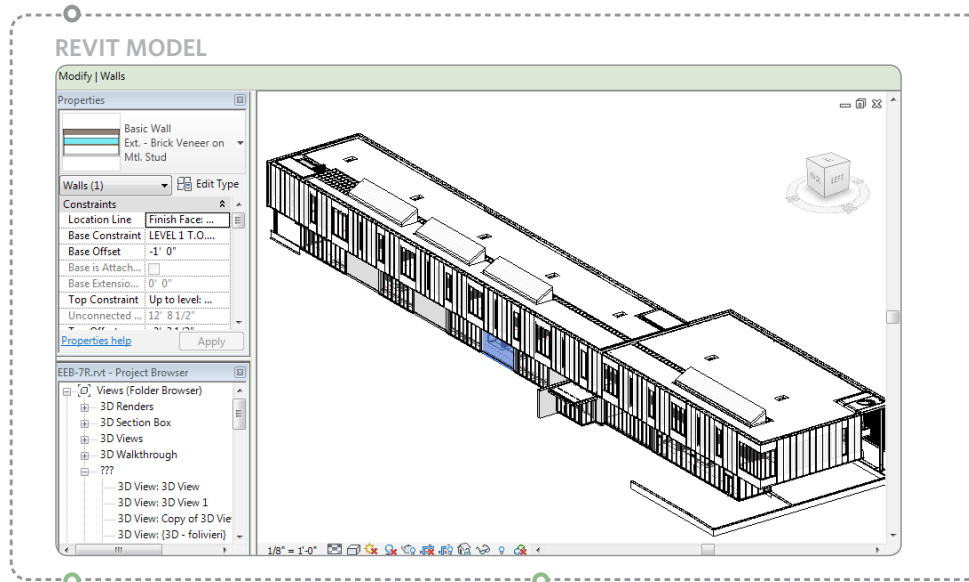 REVIT MODEL
Modify | Walls
Properties
Basic Wall
Ext. - Brick Veneer on
Mtl. Stud
Walls (1)
Edit Type
Constraints
Location Line Finish Face: ...
Base Constraint LEVEL 1 T.O....
Base Offset -1' 0"
Base is Attach...
Base Extensio... 0' 0"
Top Constraint Up to level: ...
Unconnected ... 12' 8 1/2"
Properties help
Apply
EEB-7R.rvt - Project Browser
Views (Folder Browser)
3D Renders
3D Section Box
3D Views
3D Walkthrough
???
3D View: 3D View
3D View: 3D View 1
3D View: Copy of 3D Vie
3D View: {3D - folivieri}
LEFT
1/8" = 1'-0"